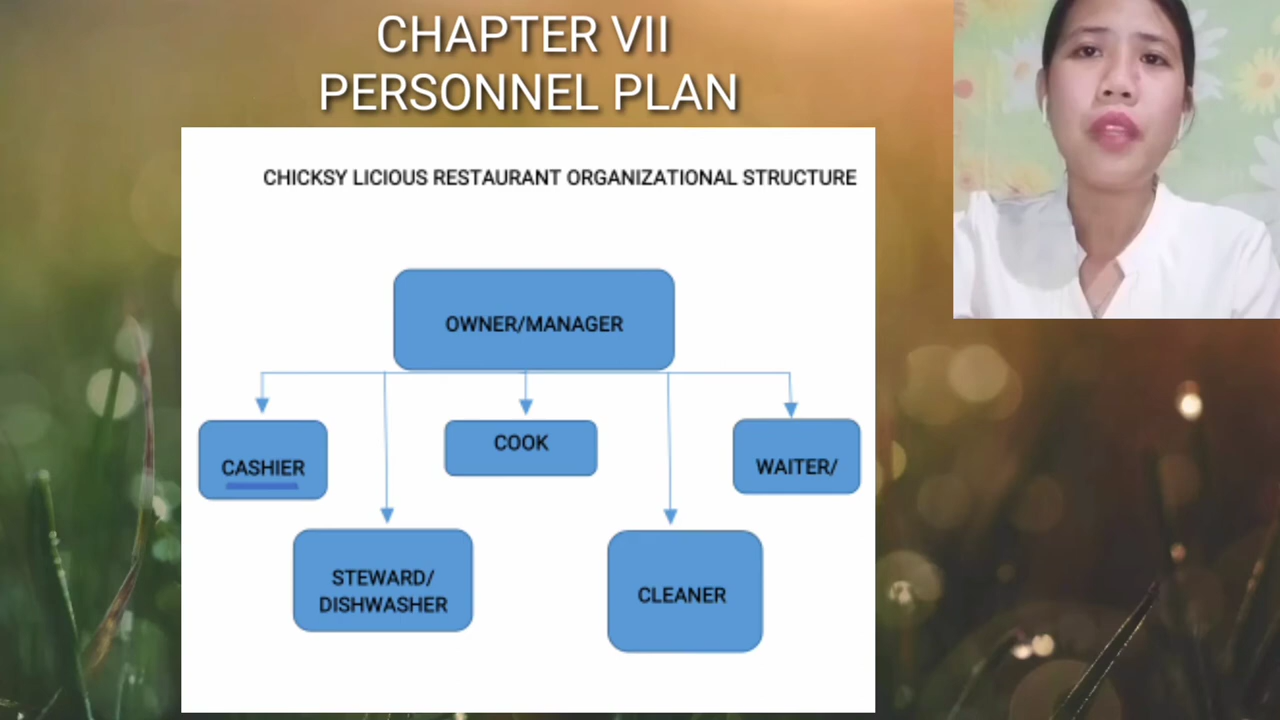 CHAPTER VII
PERSONNEL PLAN
CHICKSY LICIOUS RESTAURANT ORGANIZATIONAL STRUCTURE
OWNER/MANAGER
CASHIER
COOK
WAITER/
STEWARD/
DISHWASHER
CLEANER